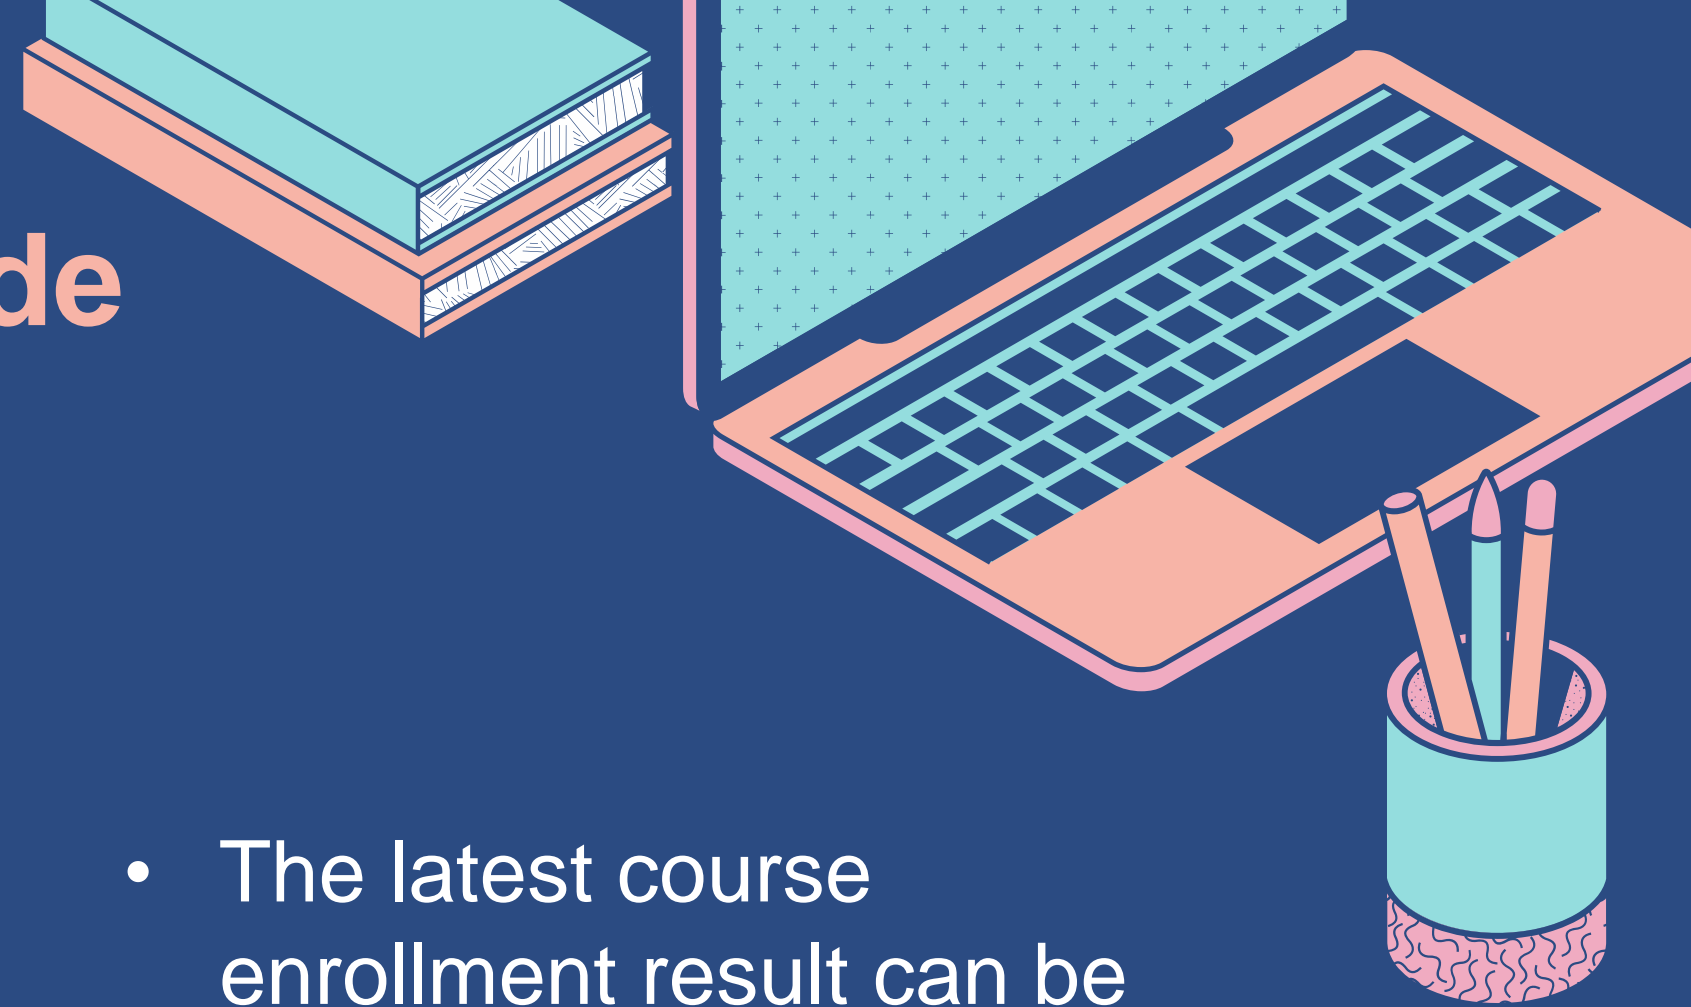 de
• The latest course
enrollment result can be